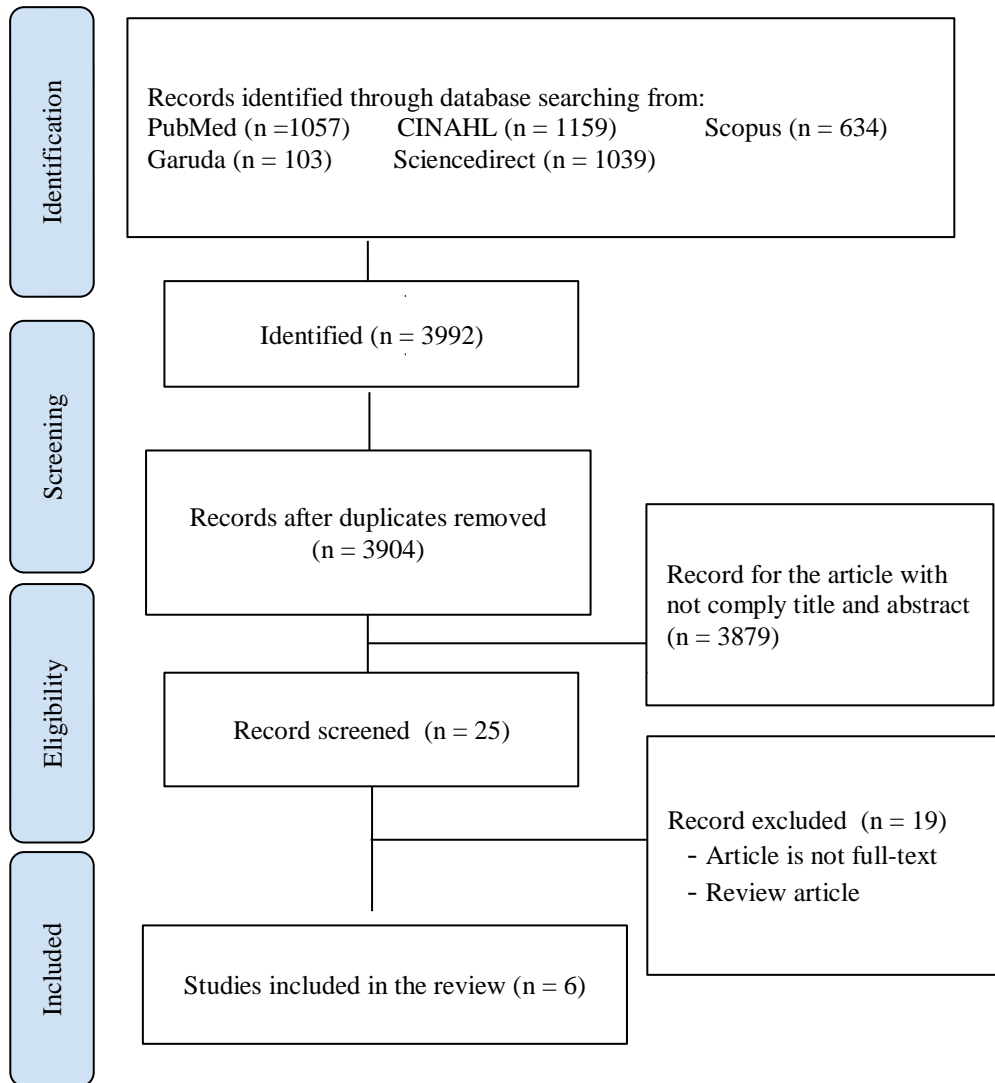 Identification
Records identified through database searching from:
PubMed (n =1057) CINAHL (n = 1159) Scopus (n = 634)
Garuda (n = 103) Sciencedirect (n = 1039)
Identified (n = 3992)
Screening
Records after duplicates removed
(n = 3904)
Record for the article with
not comply title and abstract
(n = 3879)
Eligibility
Record screened (n = 25)
Record excluded (n = 19)
- Article is not full-text
- Review article
Included
Studies included in the review (n = 6)